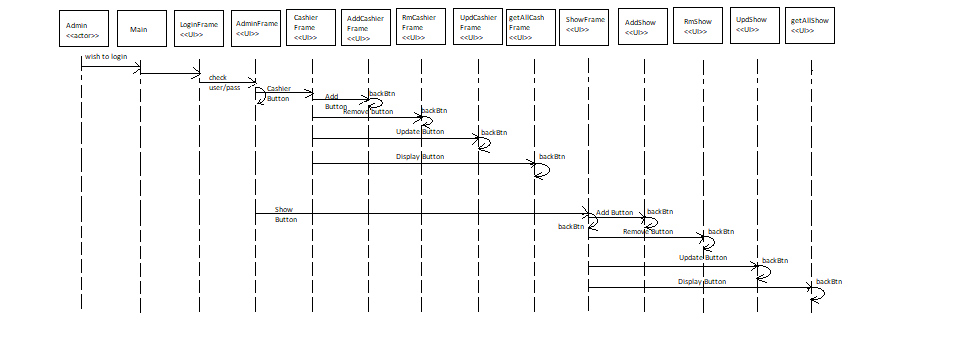 Admin
<<actor>>
Main
LoginFrame
<<UI>>
AdminFrame
<<UI>>
Cashier
Frame
<<UI>>
AddCashier
Frame
<<UI>>
RmCashier
Frame
<<UI>>
UpdCashier
Frame
<<UI>>
getAllCash
Frame
<<UI>>
ShowFrame
<<UI>>
AddShow
<<UI>>
RmShow
<<UI>>
UpdShow
<<UI>>
getAllShow
<<UI>>
wish to login
check
user/pass
Cashier
Button
Add
Button
backBtn
Remove button
backBtn
Update Button
backBtn
Display Button
backBtn
Show
Button
backBtn
Add Button
backBtn
Remove Button
backBtn
Update Button
backBtn
Display Button
backBtn